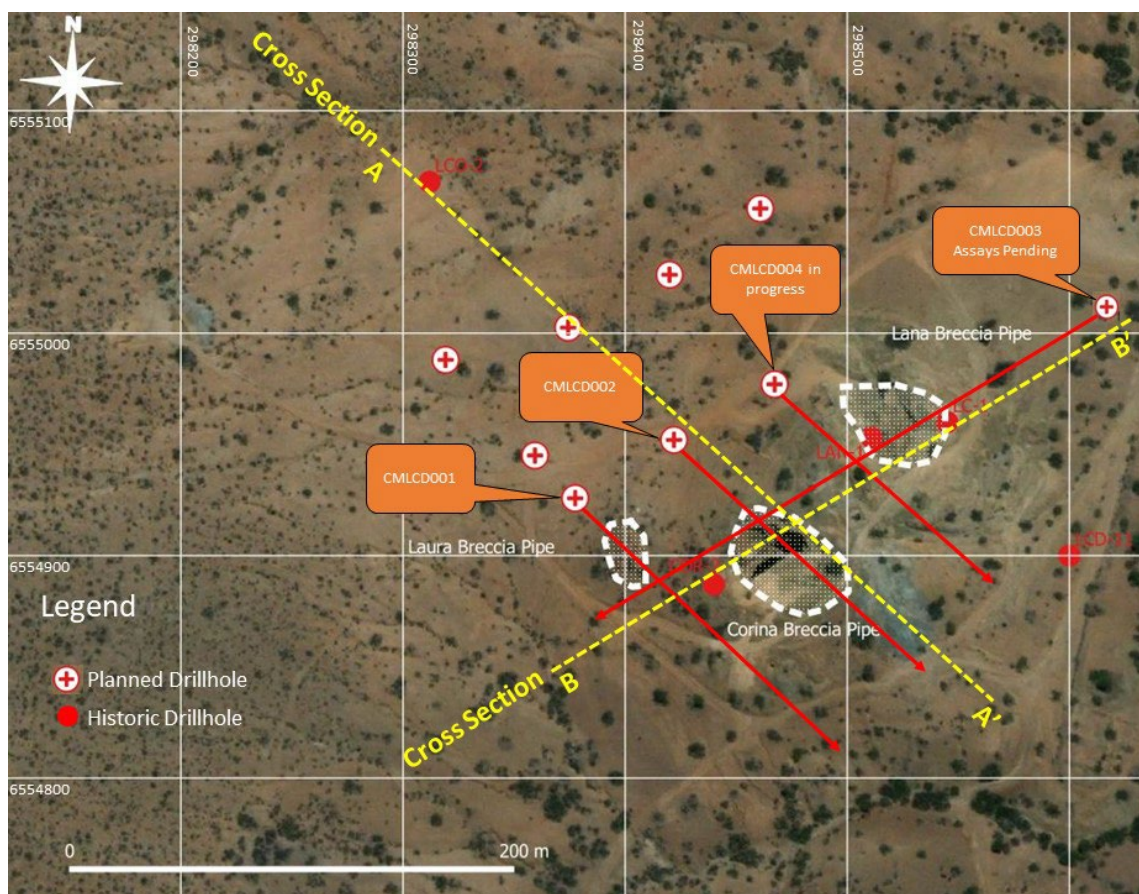 N
298200
298300
298400
298500
6555100
6555000
6554900
6554800
Cross Section
A
LCD-2
CMLCD003
Assays Pending
CMLCD004 in
progress
Lana Breccia Pipe
B'
CMLCD002
LC-1
CMLCD001
Laura Breccia Pipe
LCD-11
Corina Breccia Pipe
Legend
Planned Drillhole
Historic Drillhole
Cross Section
B
A'
0
200 m